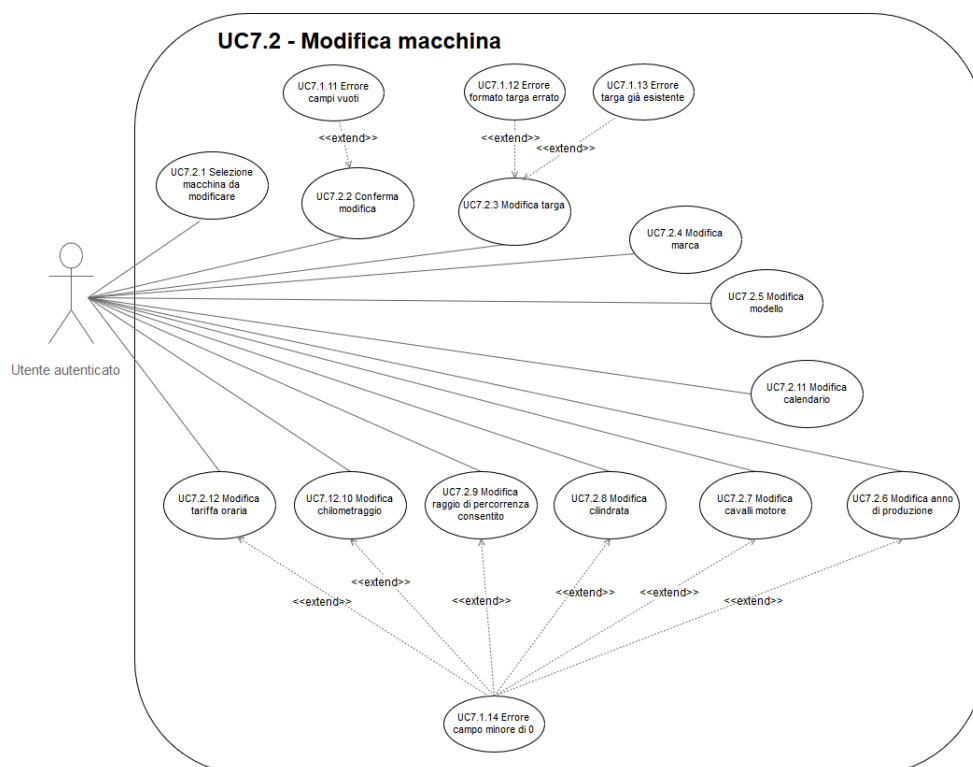 UC7.2 - Modifica macchina
UC7.1.11 Errore
campi vuoti
UC7.1.12 Errore
formato targa errato
UC7.1.13 Errore
targa già esistente
<<extend>>
<<extend>>
<<extend>>
UC7.2.1 Selezione
macchina da
modificare
UC7.2.2 Conferma
modifica
UC7.2.3 Modifica targa
UC7.2.4 Modifica
marca
UC7.2.5 Modifica
modello
Utente autenticato
UC7.2.11 Modifica
calendario
UC7.2.12 Modifica
tariffa oraria
UC7.12.10 Modifica
chilometraggio
UC7.2.9 Modifica
raggio di percorrenza
consentito
UC7.2.8 Modifica
cilindrata
UC7.2.7 Modifica
cavalli motore
UC7.2.6 Modifica anno
di produzione
<<extend>>
<<extend>>
<<extend>>
<<extend>>
<<extend>>
<<extend>>
UC7.1.14 Errore
campo minore di 0